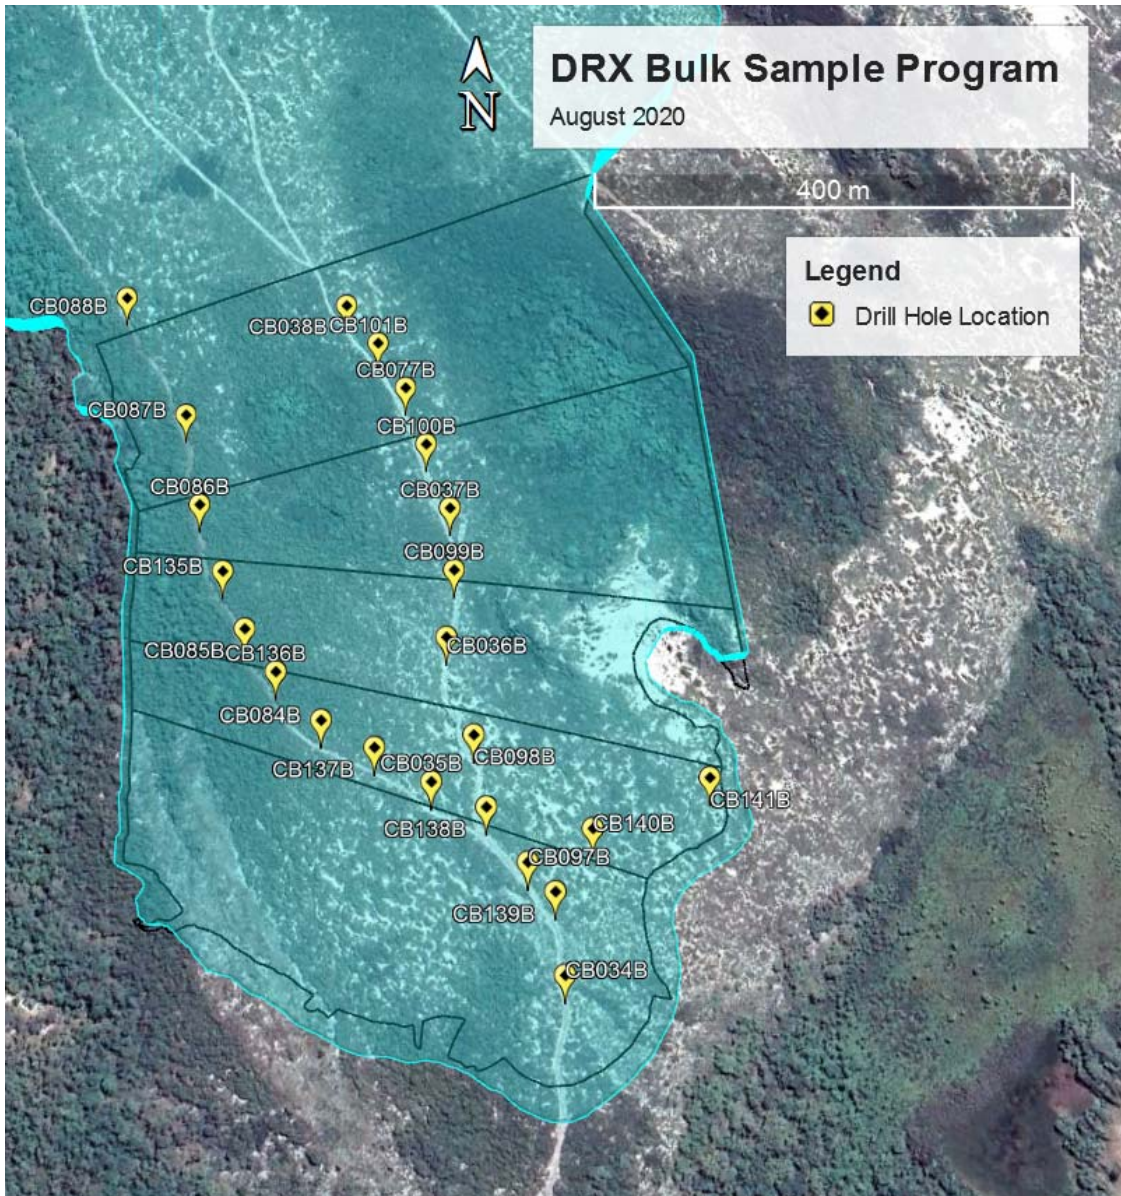 N
DRX Bulk Sample Program
August 2020
400 m
Legend
Drill Hole Location
CB088B
CB038B
CB101B
CB077B
CB087B
CB100B
CB086B
CB037B
CB099B
CB135B
CB036B
CB085B
CB136B
CB084B
CB098B
CB137B
CB035B
CB141B
CB138B
CB140B
CB097B
CB139B
CB034B